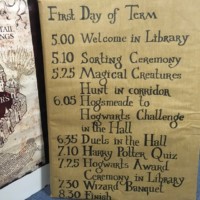 First Day of Term
5.00 Welcome in Library
5.10 Sorting Ceremony
5.25 Magical Creatures
Hunt in corridor
6.05 Hogsmeade to
Hogwarts Challenge
in the Hall
6.35 Duels in the Hall
7.10 Harry Potter Quiz
7.25 Hogwarts Award
Ceremony in Library
7.30 Wizard Banquet
8.30 Finish